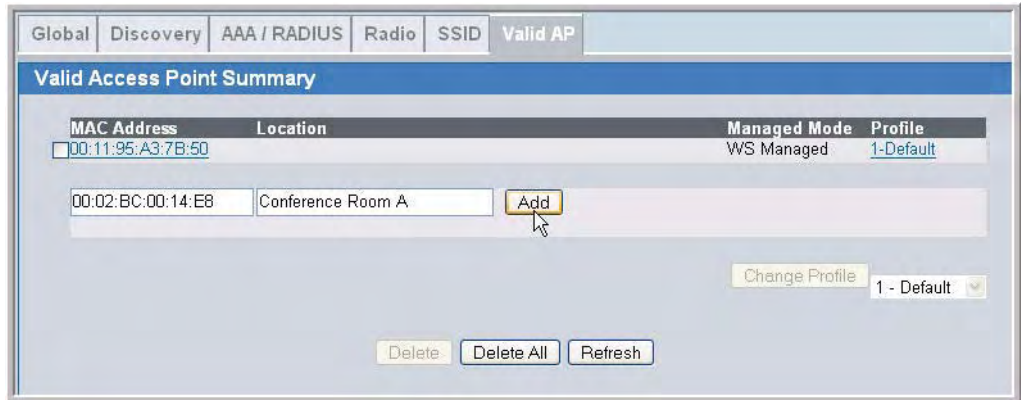 Global Discovery AAA / RADIUS Radio SSID Valid AP
Valid Access Point Summary
MAC Address Location Managed Mode Profile
00:11:95:A3:7B:50 WS Managed 1-Default
00:02:BC:00:14:E8 Conference Room A Add
Change Profile 1 - Default
Delete Delete All Refresh